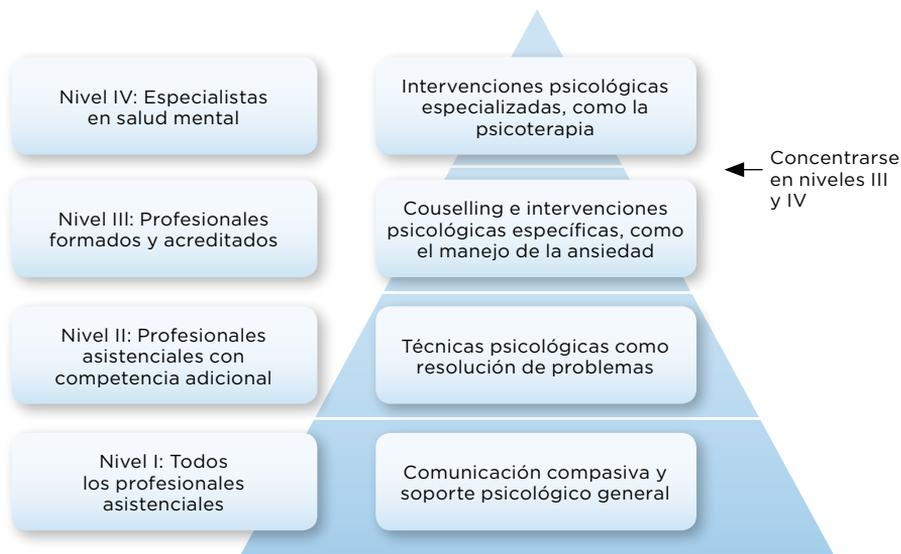 Nivel IV: Especialistas
en salud mental
Intervenciones psicológicas
especializadas, como la
psicoterapia
Concentrarse
en niveles III
y IV
Nivel III: Profesionales
formados y acreditados
Couselling e intervenciones
psicológicas específicas, como
el manejo de la ansiedad
Nivel II: Profesionales
asistenciales con
competencia adicional
Técnicas psicológicas como
resolución de problemas
Nivel I: Todos
los profesionales
asistenciales
Comunicación compasiva y
soporte psicológico general